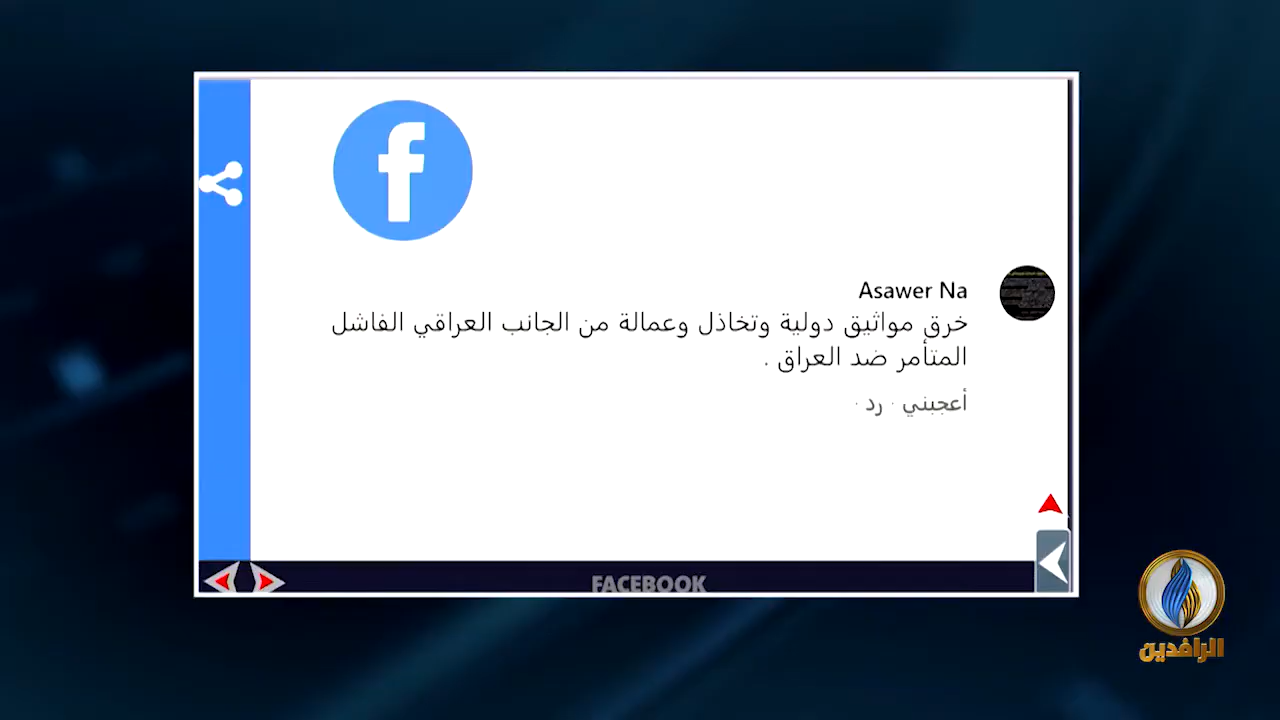 Asawer Na
خرق مواثيق دولية وتخاذل وعمالة من الجانب العراقي الفاشل
المتأمر ضد العراق .
أعجبني · رد ·
FACEBOOK
الرافدين